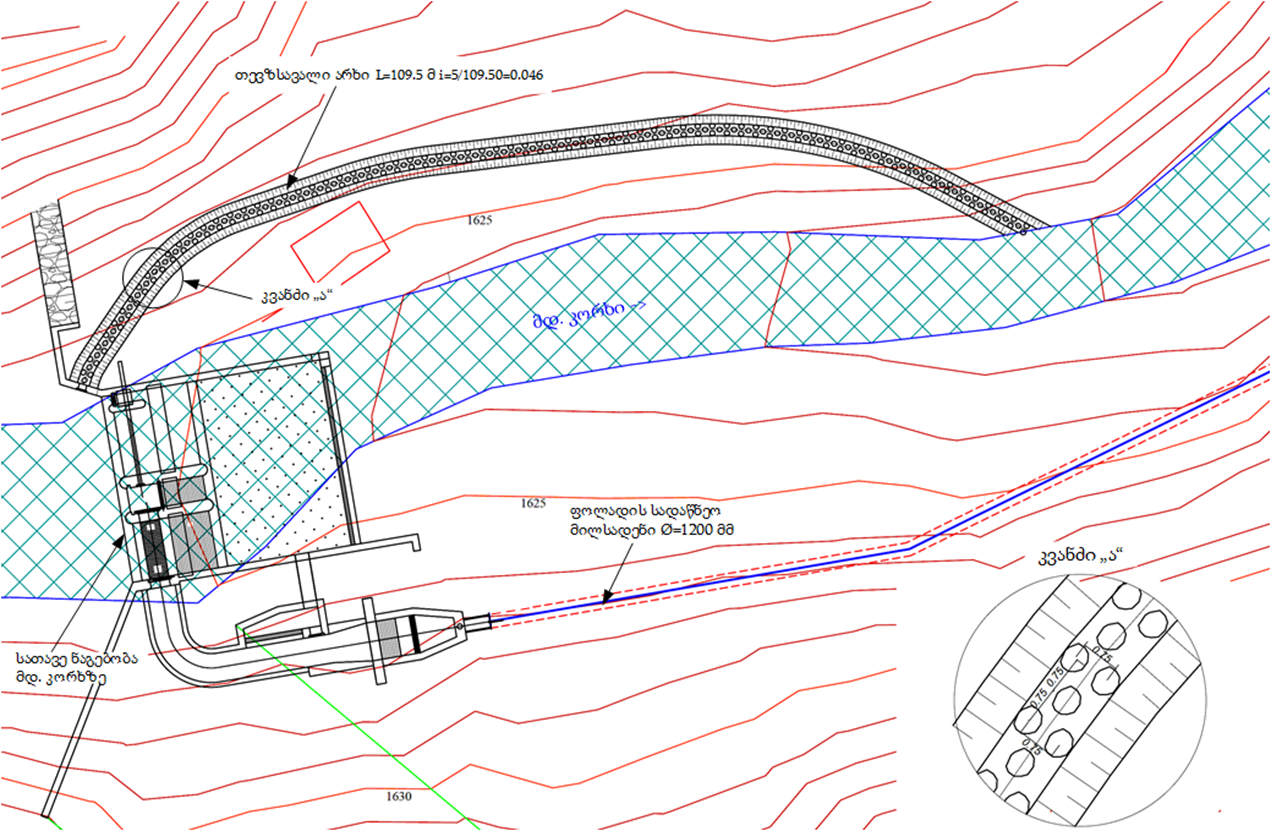 თევზსავალი არხი L=109.5 მ i=5/109.50=0.046
1625
კვანძი „ა“
მდ. კორხი ->
1625
ფოლადის სადაწნეო
მილსადენი Ø=1200 მმ
კვანძი „ა“
სათავე ნაგებობა
მდ. კორხზე
0.75
0.75
0.75
0.75
1630